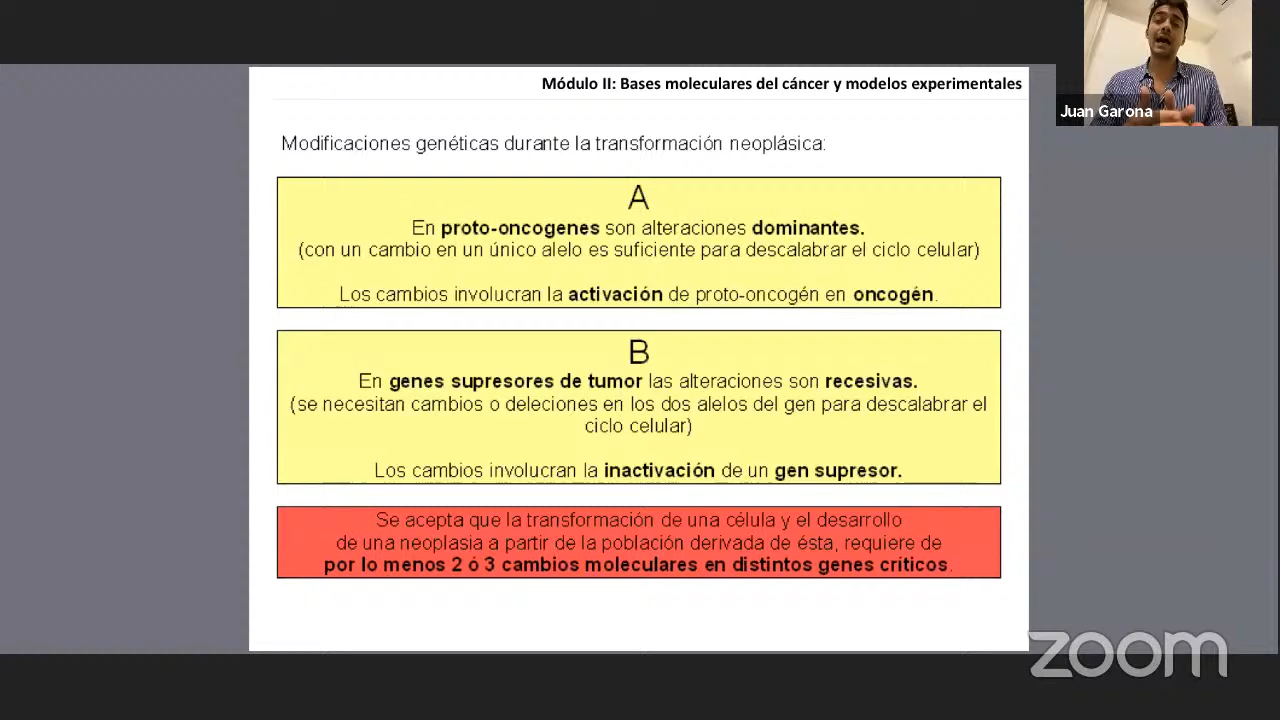 Módulo II: Bases moleculares del cáncer y modelos experimentales
Juan Garona
Modificaciones genéticas durante la transformación neoplásica:
A
En proto-oncogenes son alteraciones dominantes.
(con un cambio en un único alelo es suficiente para descalabrar el ciclo celular)
Los cambios involucran la activación de proto-oncogén en oncogén.
B
En genes supresores de tumor las alteraciones son recesivas.
(se necesitan cambios o deleciones en los dos alelos del gen para descalabrar el
ciclo celular)
Los cambios involucran la inactivación de un gen supresor.
Se acepta que la transformación de una célula y el desarrollo
de una neoplasia a partir de la población derivada de ésta, requiere de
por lo menos 2 ó 3 cambios moleculares en distintos genes críticos.
zoom